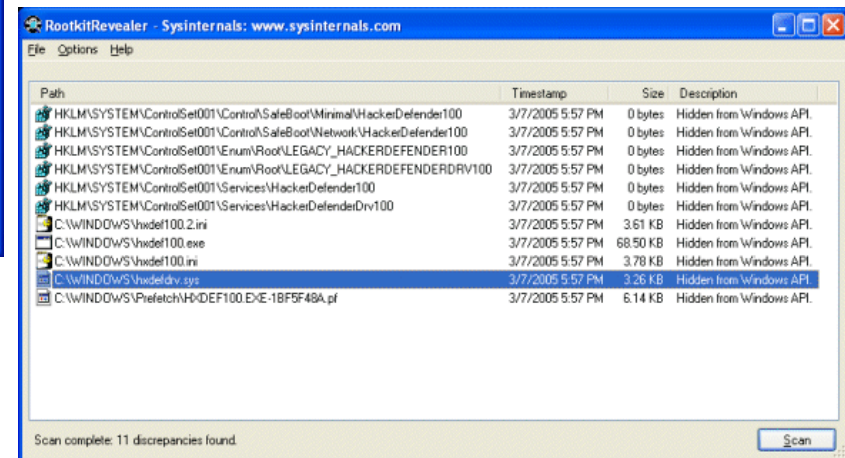 RootkitRevealer - Sysinternals: www.sysinternals.com
File Options Help
Path Timestamp Size Description
HKLM\SYSTEM\ControlSet001\Control\SafeBoot\Minimal\HackerDefender100 3/7/2005 5:57 PM 0 bytes Hidden from Windows API.
HKLM\SYSTEM\ControlSet001\Control\SafeBoot\Network\HackerDefender100 3/7/2005 5:57 PM 0 bytes Hidden from Windows API.
HKLM\SYSTEM\ControlSet001\Enum\Root\LEGACY_HACKERDEFENDER100 3/7/2005 5:57 PM 0 bytes Hidden from Windows API.
HKLM\SYSTEM\ControlSet001\Enum\Root\LEGACY_HACKERDEFENDERDRV100 3/7/2005 5:57 PM 0 bytes Hidden from Windows API.
HKLM\SYSTEM\ControlSet001\Services\HackerDefender100 3/7/2005 5:57 PM 0 bytes Hidden from Windows API.
HKLM\SYSTEM\ControlSet001\Services\HackerDefenderDrv100 3/7/2005 5:57 PM 0 bytes Hidden from Windows API.
C:\WINDOWS\hxdef100.2.ini 3/7/2005 5:57 PM 3.61 KB Hidden from Windows API.
C:\WINDOWS\hxdef100.exe 3/7/2005 5:57 PM 68.50 KB Hidden from Windows API.
C:\WINDOWS\hxdef100.ini 3/7/2005 5:57 PM 3.78 KB Hidden from Windows API.
C:\WINDOWS\hxdefdrv.sys 3/7/2005 5:57 PM 3.26 KB Hidden from Windows API.
C:\WINDOWS\Prefetch\HXDEF100.EXE-1BF5F48A.pf 3/7/2005 5:57 PM 6.14 KB Hidden from Windows API.
Scan complete: 11 discrepancies found. Scan